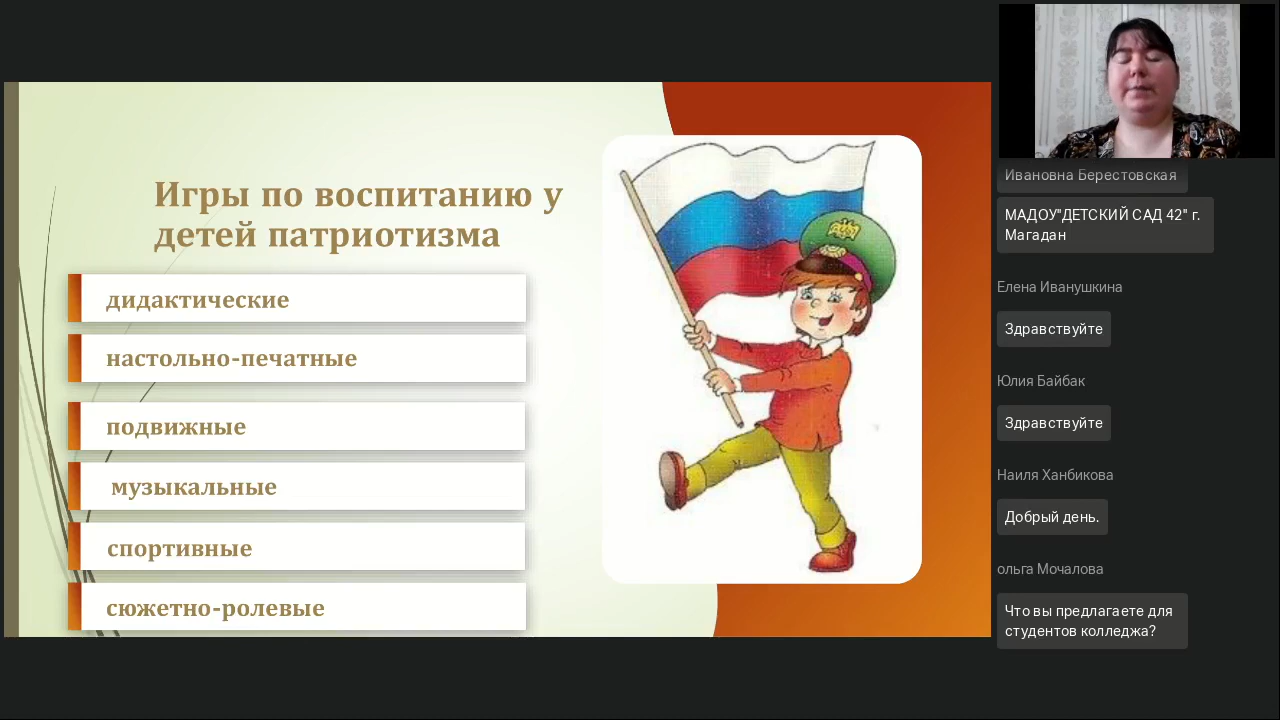 Игры по воспитанию у
детей патриотизма
дидактические
настольно-печатные
подвижные
музыкальные
спортивные
сюжетно-ролевые
Ивановна Берестовская
МАДОУ"ДЕТСКИЙ САД 42" г.
Магадан
Елена Иванушкина
Здравствуйте
Юлия Байбак
Здравствуйте
Наиля Ханбикова
Добрый день.
ольга Мочалова
Что вы предлагаете для
студентов колледжа?